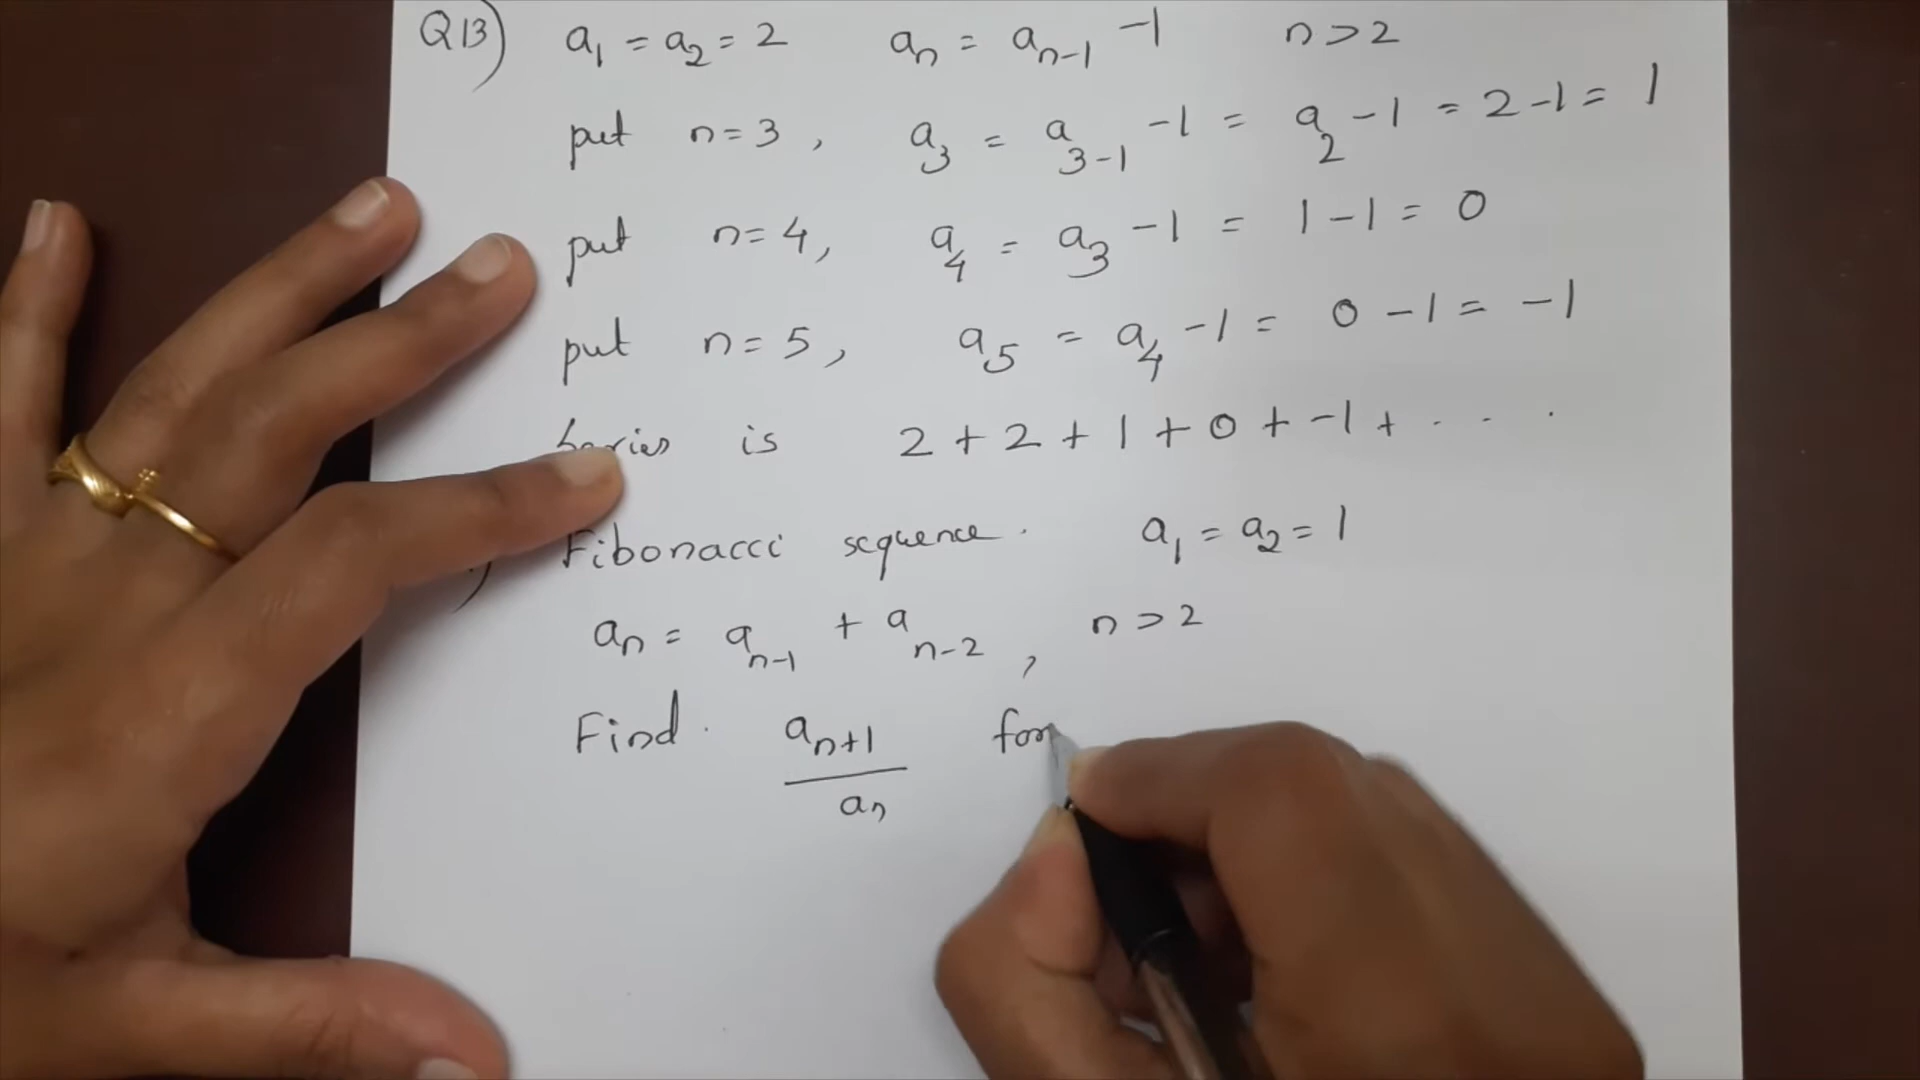 Q13) a₁ = a₂ = 2 aₙ = aₙ₋₁ - 1 n > 2
put n = 3, a₃ = a₃₋₁ - 1 = a₂ - 1 = 2 - 1 = 1
put n = 4, a₄ = a₃ - 1 = 1 - 1 = 0
put n = 5, a₅ = a₄ - 1 = 0 - 1 = -1
Series is 2 + 2 + 1 + 0 + -1 + . . .
Fibonacci sequence. a₁ = a₂ = 1
aₙ = aₙ₋₁ + aₙ₋₂, n > 2
Find. aₙ₊₁ for
aₙ